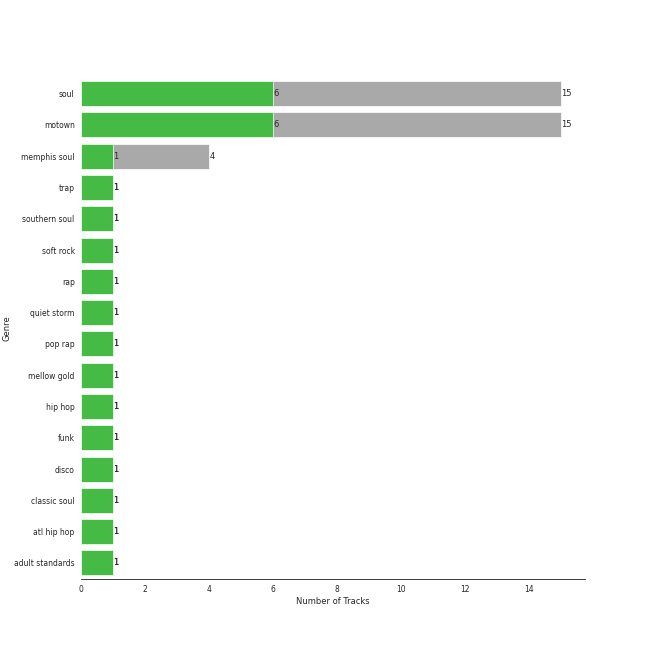 soul 6 15
motown 6 15
memphis soul 1 4
trap 1
southern soul 1
soft rock 1
rap 1
quiet storm 1
pop rap 1
mellow gold 1
hip hop 1
funk 1
disco 1
classic soul 1
atl hip hop 1
adult standards 1
Genre
0 2 4 6 8 10 12 14
Number of Tracks